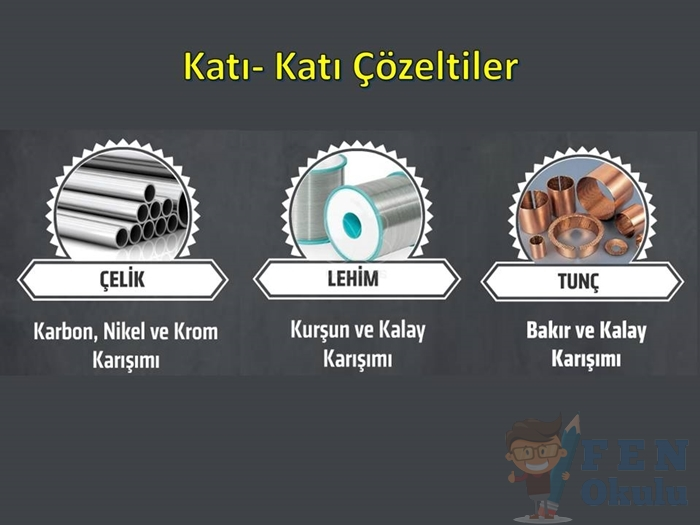 Katı- Katı Çözeltiler
ÇELİK
Karbon, Nikel ve Krom
Karışımı
LEHİM
Kurşun ve Kalay
Karışımı
TUNÇ
Bakır ve Kalay
Karışımı
FEN
Okulu